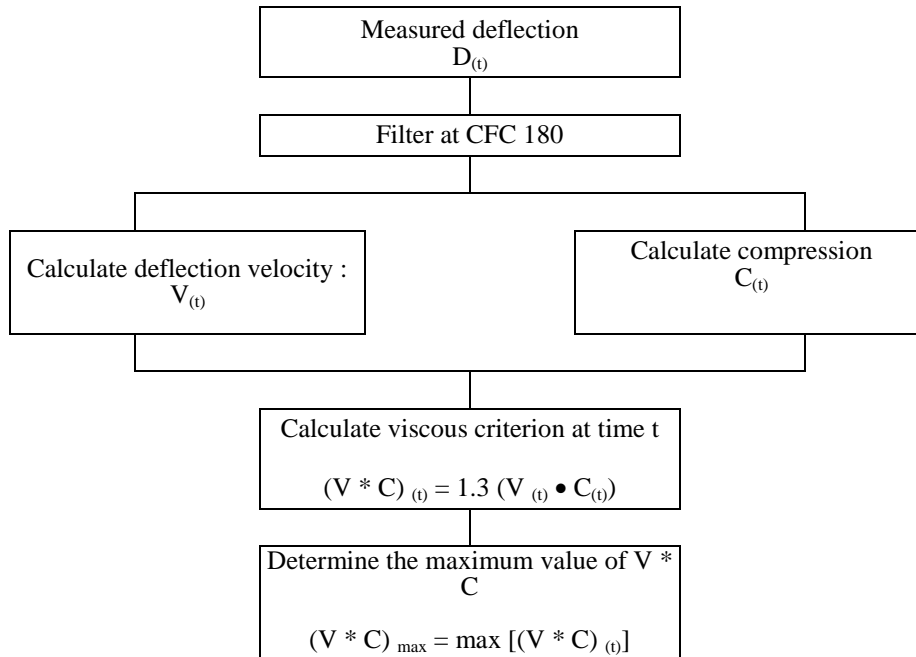 Measured deflection
D(t)
Filter at CFC 180
Calculate deflection velocity :
V(t)
Calculate compression
C(t)
Calculate viscous criterion at time t
(V * C) (t) = 1.3 (V (t) • C(t))
Determine the maximum value of V *
C
(V * C) max = max [(V * C) (t)]